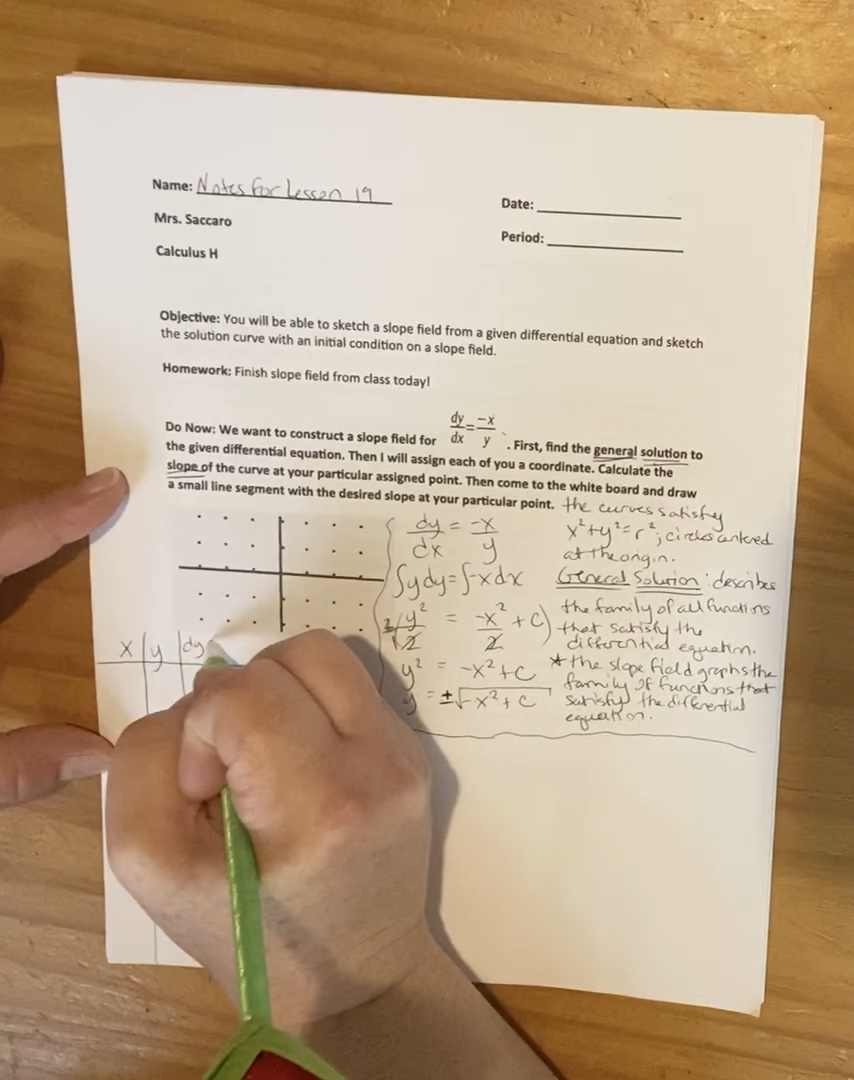 Name: Notes for Lesson 19
Date:
Mrs. Saccaro
Period:
Calculus H
Objective: You will be able to sketch a slope field from a given differential equation and sketch
the solution curve with an initial condition on a slope field.
Homework: Finish slope field from class today!
Do Now: We want to construct a slope field for dy/dx = -x/y. First, find the general solution to
the given differential equation. Then I will assign each of you a coordinate. Calculate the
slope of the curve at your particular assigned point. Then come to the white board and draw
a small line segment with the desired slope at your particular point.
dy/dx = -x/y
∫ydy=∫-xdx
2(y²/2 = -x²/2 + C)
y² = -x²+C
y = ±√-x²+C
the curves satisfy
x²+y²=r²; circles centered
at the origin.
General Solution: describes
the family of all functions
that satisfy the
differential equation.
*the slope field graphs the
family of functions that
satisfy the differential
equation.
x y dy